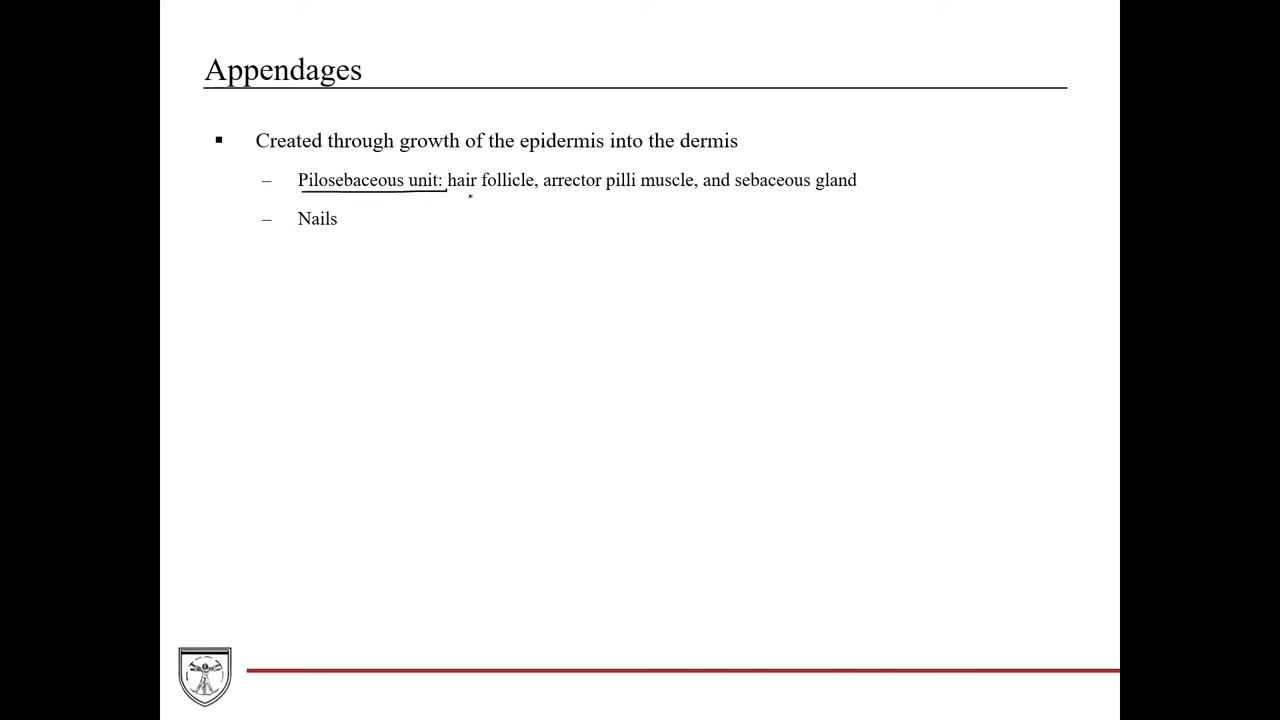 Appendages
▪ Created through growth of the epidermis into the dermis
– Pilosebaceous unit: hair follicle, arrector pilli muscle, and sebaceous gland
– Nails